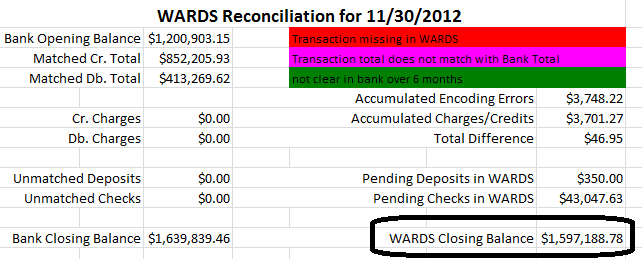 WARDS Reconciliation for 11/30/2012
Bank Opening Balance $1,200,903.15 Transaction missing in WARDS
Matched Cr. Total $852,205.93 Transaction total does not match with Bank Total
Matched Db. Total $413,269.62 not clear in bank over 6 months
Accumulated Encoding Errors $3,748.22
Cr. Charges $0.00 Accumulated Charges/Credits $3,701.27
Db. Charges $0.00 Total Difference $46.95
Unmatched Deposits $0.00 Pending Deposits in WARDS $350.00
Unmatched Checks $0.00 Pending Checks in WARDS $43,047.63
Bank Closing Balance $1,639,839.46 WARDS Closing Balance $1,597,188.78